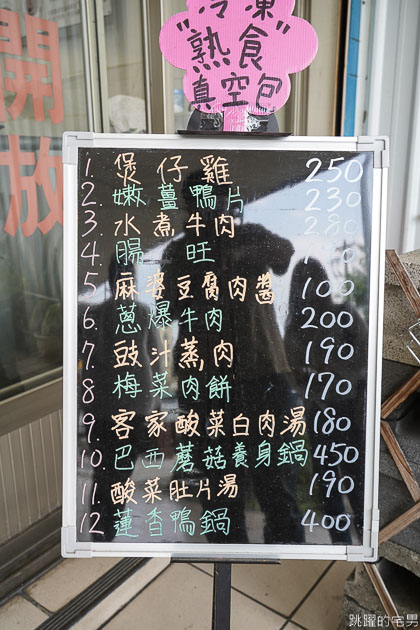 "冷凍"
熟食
真空包
開放
1. 煲仔雞 250
2. 嫩薑鴨片 230
3. 水煮牛肉 280
4. 腸旺
5. 麻婆豆腐肉醬 100
6. 蔥爆牛肉 200
7. 豉汁蒸肉 190
8 梅菜肉餅 170
9. 客家酸菜白肉湯 180
10. 巴西蘑菇養身鍋 450
11. 酸菜肚片湯 190
12 蓮香鴨鍋 400
跳躍的宅男